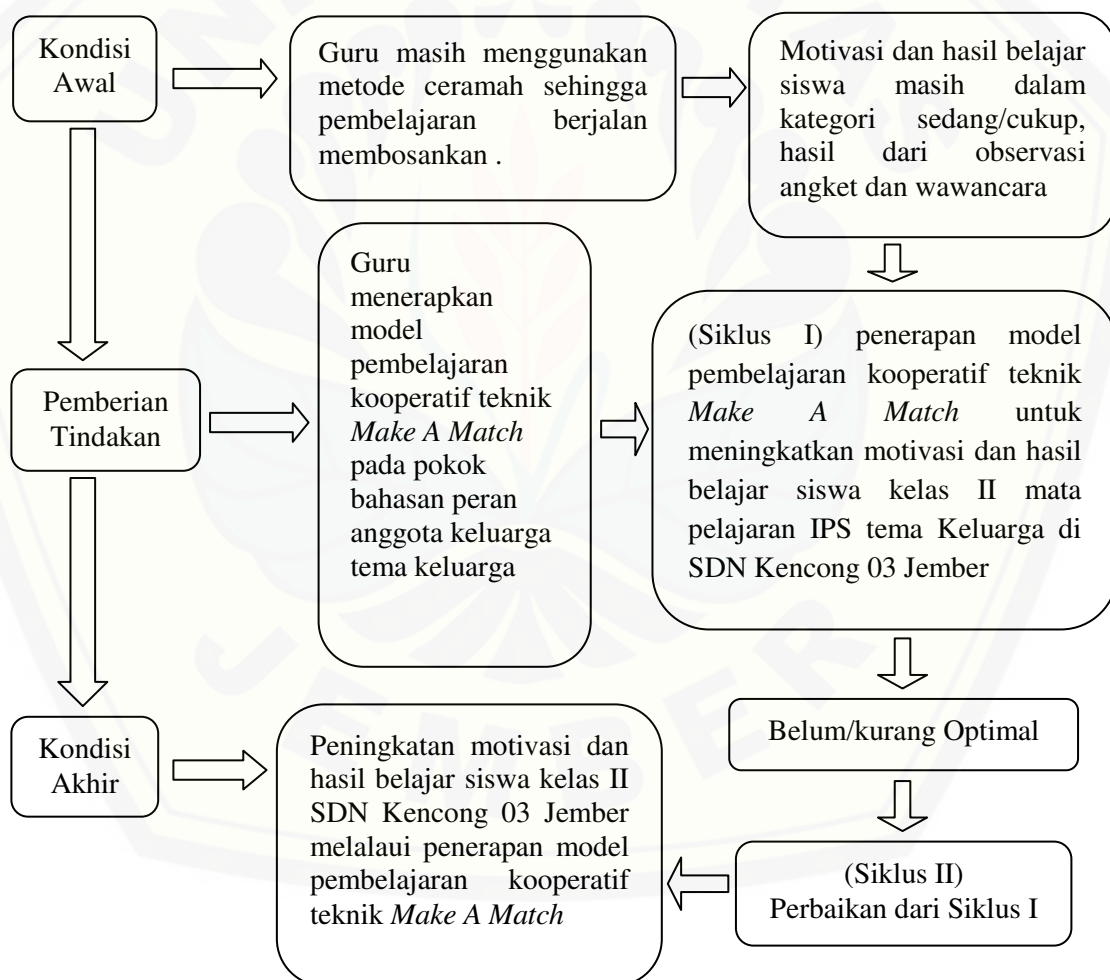 Kondisi
Awal
Guru masih menggunakan
metode ceramah sehingga
pembelajaran berjalan
membosankan .
Motivasi dan hasil belajar
siswa masih dalam
kategori sedang/cukup,
hasil dari observasi
angket dan wawancara
Pemberian
Tindakan
Guru
menerapkan
model
pembelajaran
kooperatif teknik
Make A Match
pada pokok
bahasan peran
anggota keluarga
tema keluarga
(Siklus I) penerapan model
pembelajaran kooperatif teknik
Make A Match untuk
meningkatkan motivasi dan hasil
belajar siswa kelas II mata
pelajaran IPS tema Keluarga di
SDN Kencong 03 Jember
Belum/kurang Optimal
(Siklus II)
Perbaikan dari Siklus I
Kondisi
Akhir
Peningkatan motivasi dan
hasil belajar siswa kelas II
SDN Kencong 03 Jember
melalaui penerapan model
pembelajaran kooperatif
teknik Make A Match
JEMBER